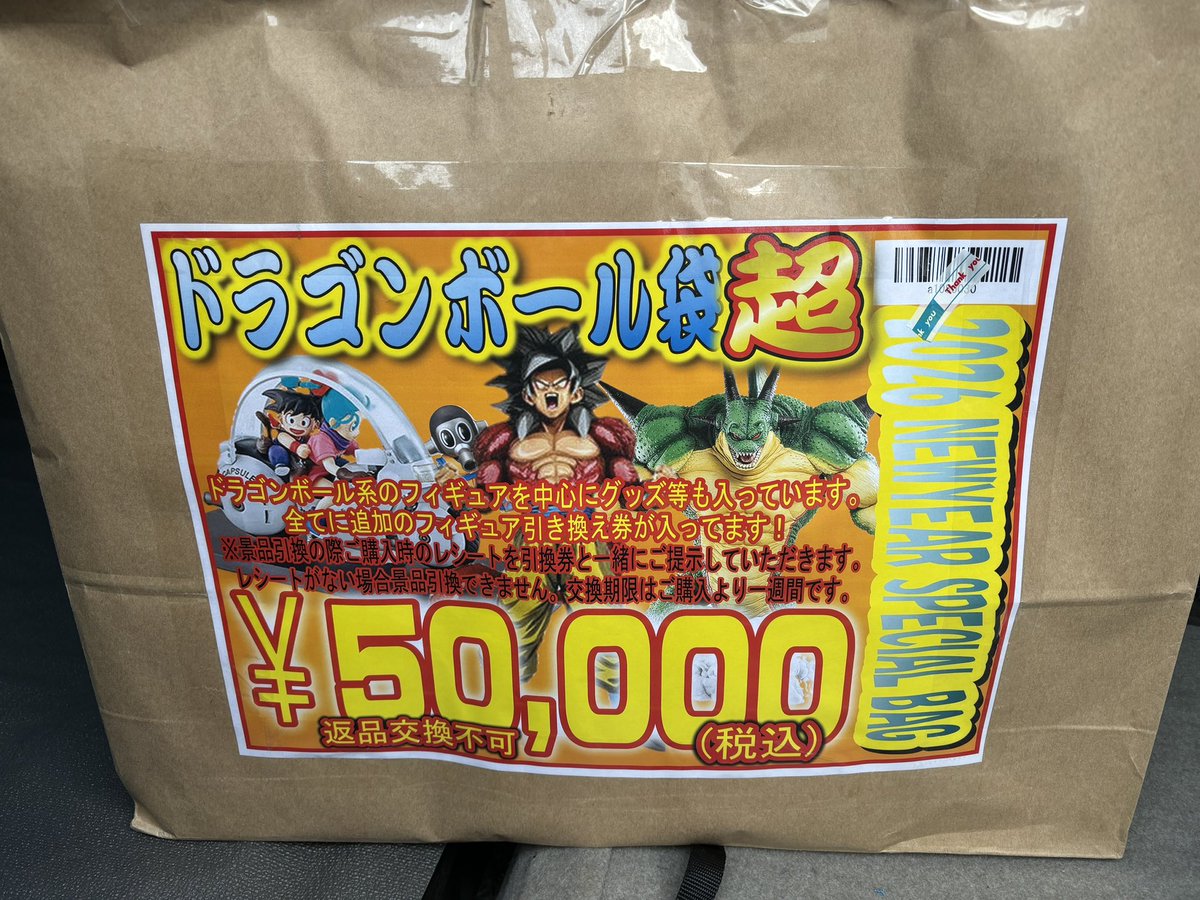 ドラゴンボール袋超
Thank you
2026 NEWYEAR SPECIAL BAG
CAPSUL
ドラゴンボール系のフィギュアを中心にグッズ等も入っています。
全てに追加のフィギュア引き換え券が入ってます！
※景品引換の際ご購入時のレシートを引換券と一緒にご提示していただきます。
レシートがない場合景品引換できません。交換期限はご購入より一週間です。
¥50,000
返品交換不可
(税込)